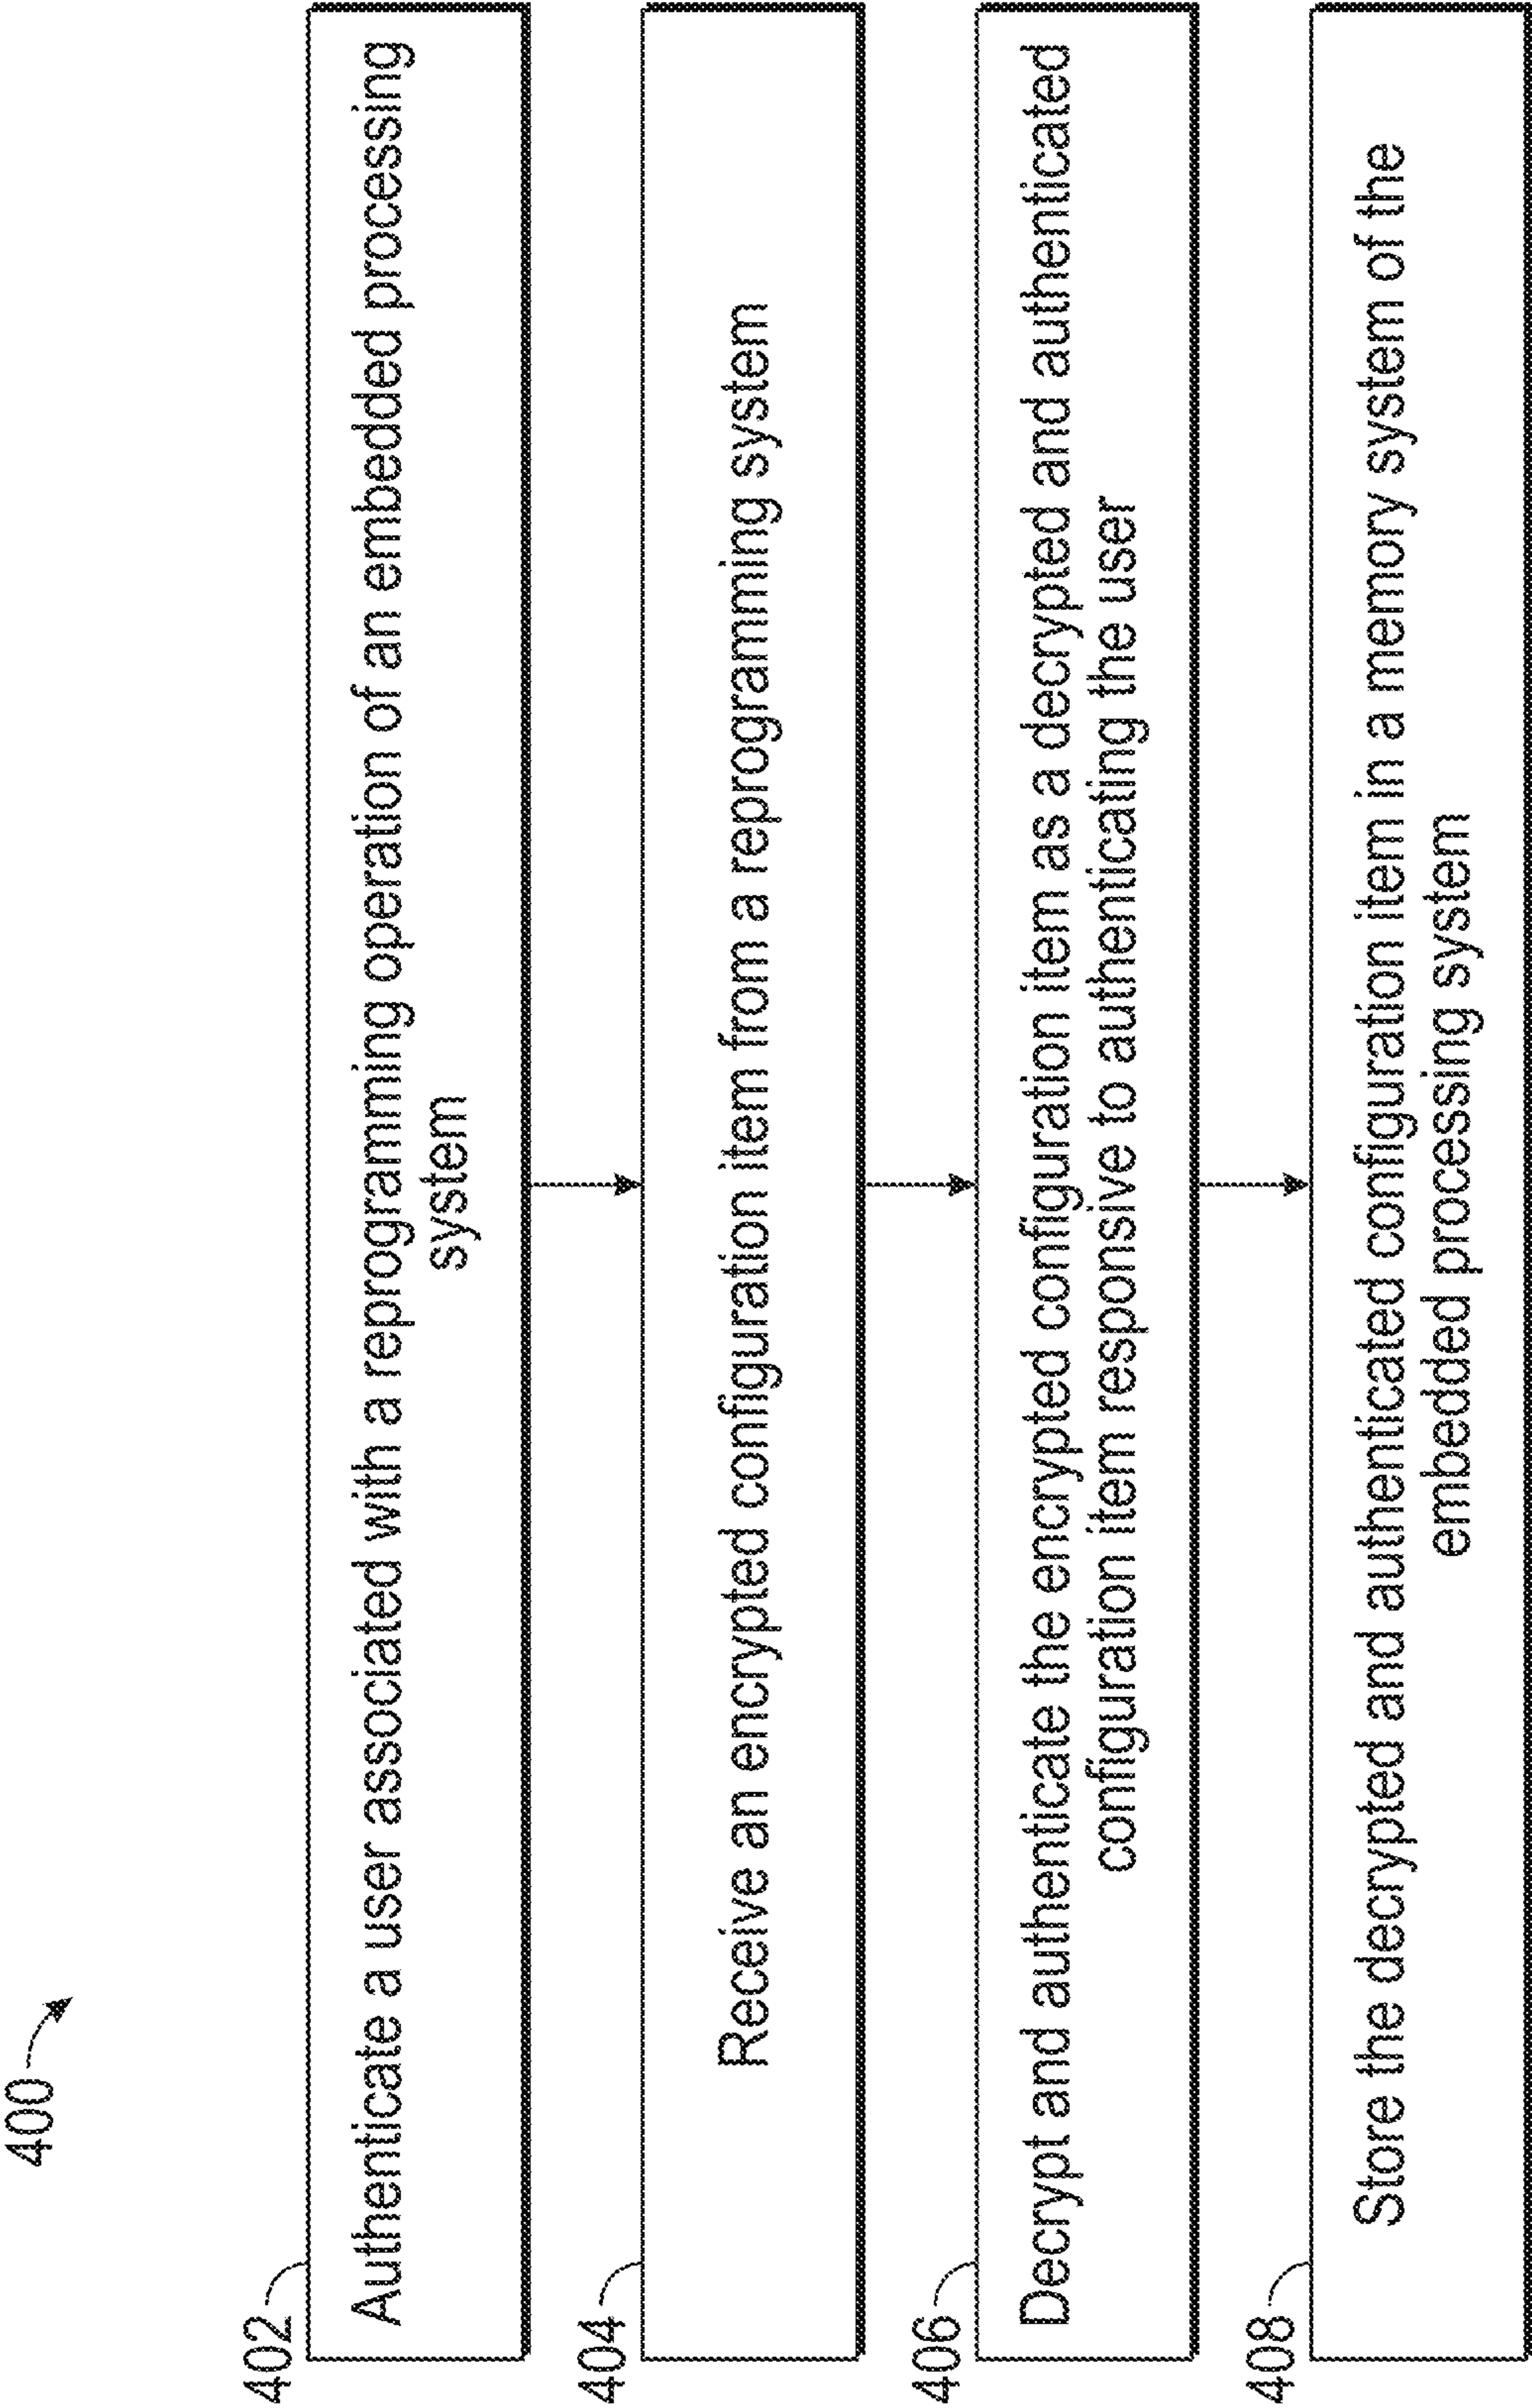 400
402
Authenticate a user associated with a reprogramming operation of an embedded processing
system
404
Receive an encrypted configuration item from a reprogramming system
406
Decrypt and authenticate the encrypted configuration item as a decrypted and authenticated
configuration item responsive to authenticating the user
408
Store the decrypted and authenticated configuration item in a memory system of the
embedded processing system